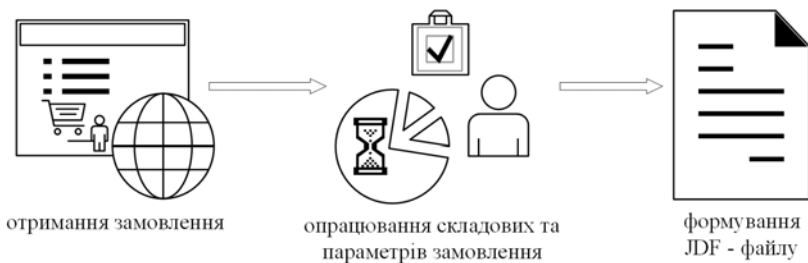 отримання замовлення
опрацювання складових та
параметрів замовлення
формування
JDF - файлу